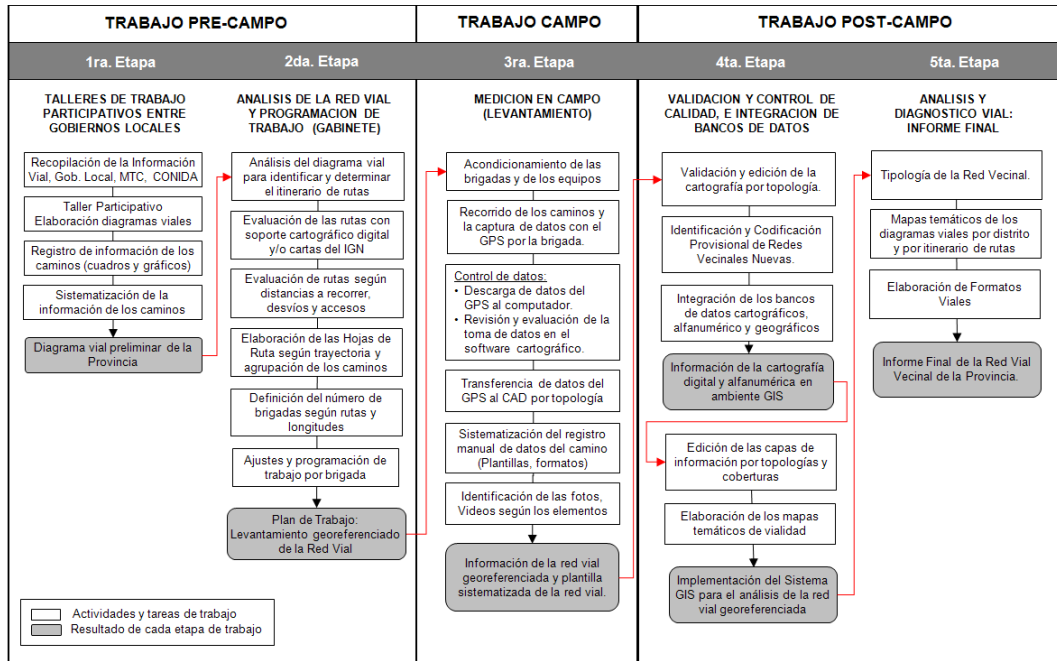 TRABAJO PRE-CAMPO
TRABAJO CAMPO
TRABAJO POST-CAMPO
1ra. Etapa
2da. Etapa
3ra. Etapa
4ta. Etapa
5ta. Etapa
TALLERES DE TRABAJO
PARTICIPATIVOS ENTRE
GOBIERNOS LOCALES
Recopilación de la Información
Vial, Gob. Local, MTC, CONIDA
Taller Participativo
Elaboración diagramas viales
Registro de información de los
caminos (cuadros y gráficos)
Sistematización de la
información de los caminos
Diagrama vial preliminar de la
Provincia
ANALISIS DE LA RED VIAL
Y PROGRAMACION DE
TRABAJO (GABINETE)
Análisis del diagrama vial
para identificar y determinar
el itinerario de rutas
Evaluación de las rutas con
soporte cartográfico digital
y/o cartas del IGN
Evaluación de rutas según
distancias a recorrer,
desvíos y accesos
Elaboración de las Hojas de
Ruta según trayectoria y
agrupación de los caminos
Definición del número de
brigadas según rutas y
longitudes
Ajustes y programación de
trabajo por brigada
Plan de Trabajo:
Levantamiento georeferenciado
de la Red Vial
MEDICION EN CAMPO
(LEVANTAMIENTO)
Acondicionamiento de las
brigadas y de los equipos
Recorrido de los caminos y
la captura de datos con el
GPS por la brigada.
Control de datos:
• Descarga de datos del
GPS al computador.
• Revisión y evaluación de la
toma de datos en el
software cartográfico.
Transferencia de datos del
GPS al CAD por topología
Sistematización del registro
manual de datos del camino
(Plantillas, formatos)
Identificación de las fotos,
Videos según los elementos
Información de la red vial
georeferenciada y plantilla
sistematizada de la red vial.
VALIDACION Y CONTROL DE
CALIDAD, E INTEGRACION DE
BANCOS DE DATOS
Validación y edición de la
cartografía por topología.
Identificación y Codificación
Provisional de Redes
Vecinales Nuevas.
Integración de los bancos
de datos cartográficos,
alfanumérico y geográficos
Información de la cartografía
digital y alfanumérica en
ambiente GIS
Edición de las capas de
información por topologías y
coberturas
Elaboración de los mapas
temáticos de vialidad
Implementación del Sistema
GIS para el análisis de la red
vial georeferenciada
ANALISIS Y
DIAGNOSTICO VIAL:
INFORME FINAL
Tipología de la Red Vecinal.
Mapas temáticos de los
diagramas viales por distrito
y por itinerario de rutas
Elaboración de Formatos
Viales
Informe Final de la Red Vial
Vecinal de la Provincia.
Actividades y tareas de trabajo
Resultado de cada etapa de trabajo